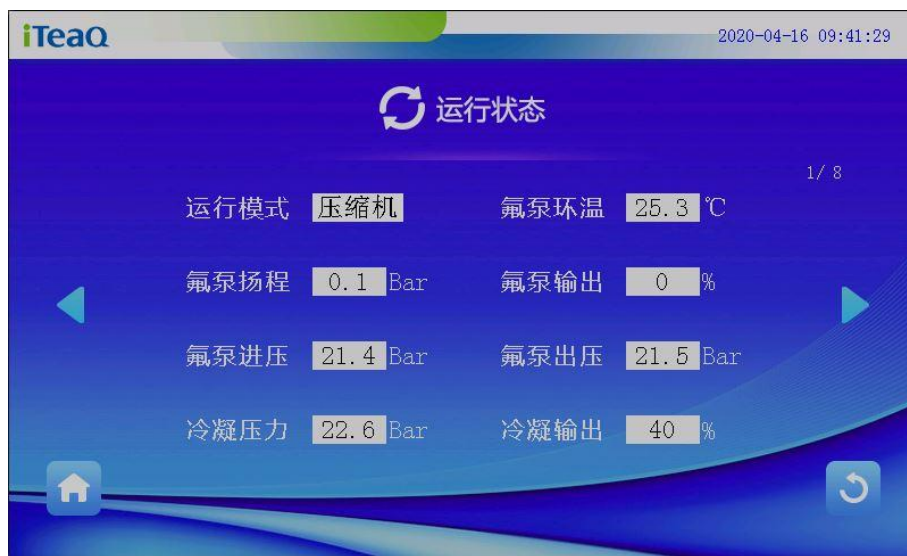 iTeaQ 2020-04-16 09:41:29
运行状态
1/ 8
运行模式 压缩机 氟泵环温 25.3 ℃
氟泵扬程 0.1 Bar 氟泵输出 0 %
氟泵进压 21.4 Bar 氟泵出压 21.5 Bar
冷凝压力 22.6 Bar 冷凝输出 40 %